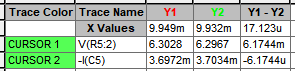 Trace Color Trace Name Y1 Y2 Y1 - Y2
X Values 9.949m 9.932m 17.123u
CURSOR 1 V(R5:2) 6.3028 6.2967 6.1744m
CURSOR 2 -I(C5) 3.6972m 3.7034m -6.1744u